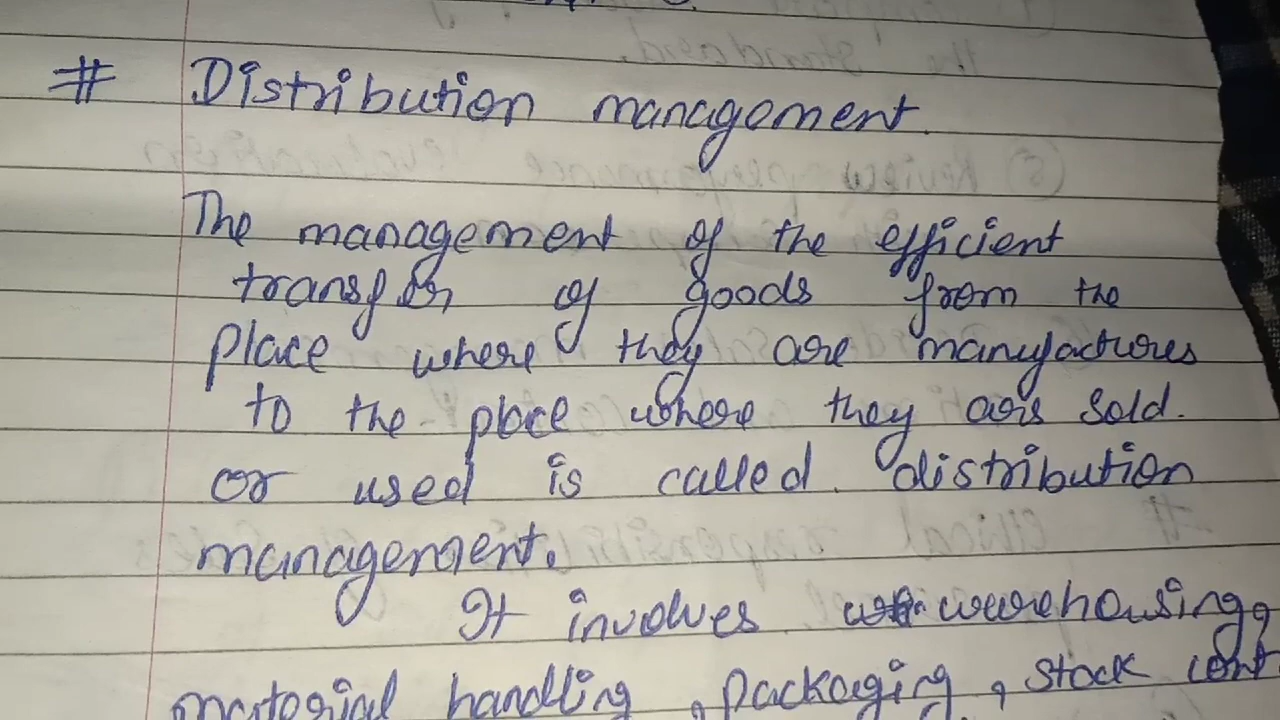 # Distribution management.
The management of the efficient
transfer of goods from the
place where they are manufactures
to the place where they are sold.
or used is called distribution
management.
It involves warehousing,
material handling, packaging, stock cont